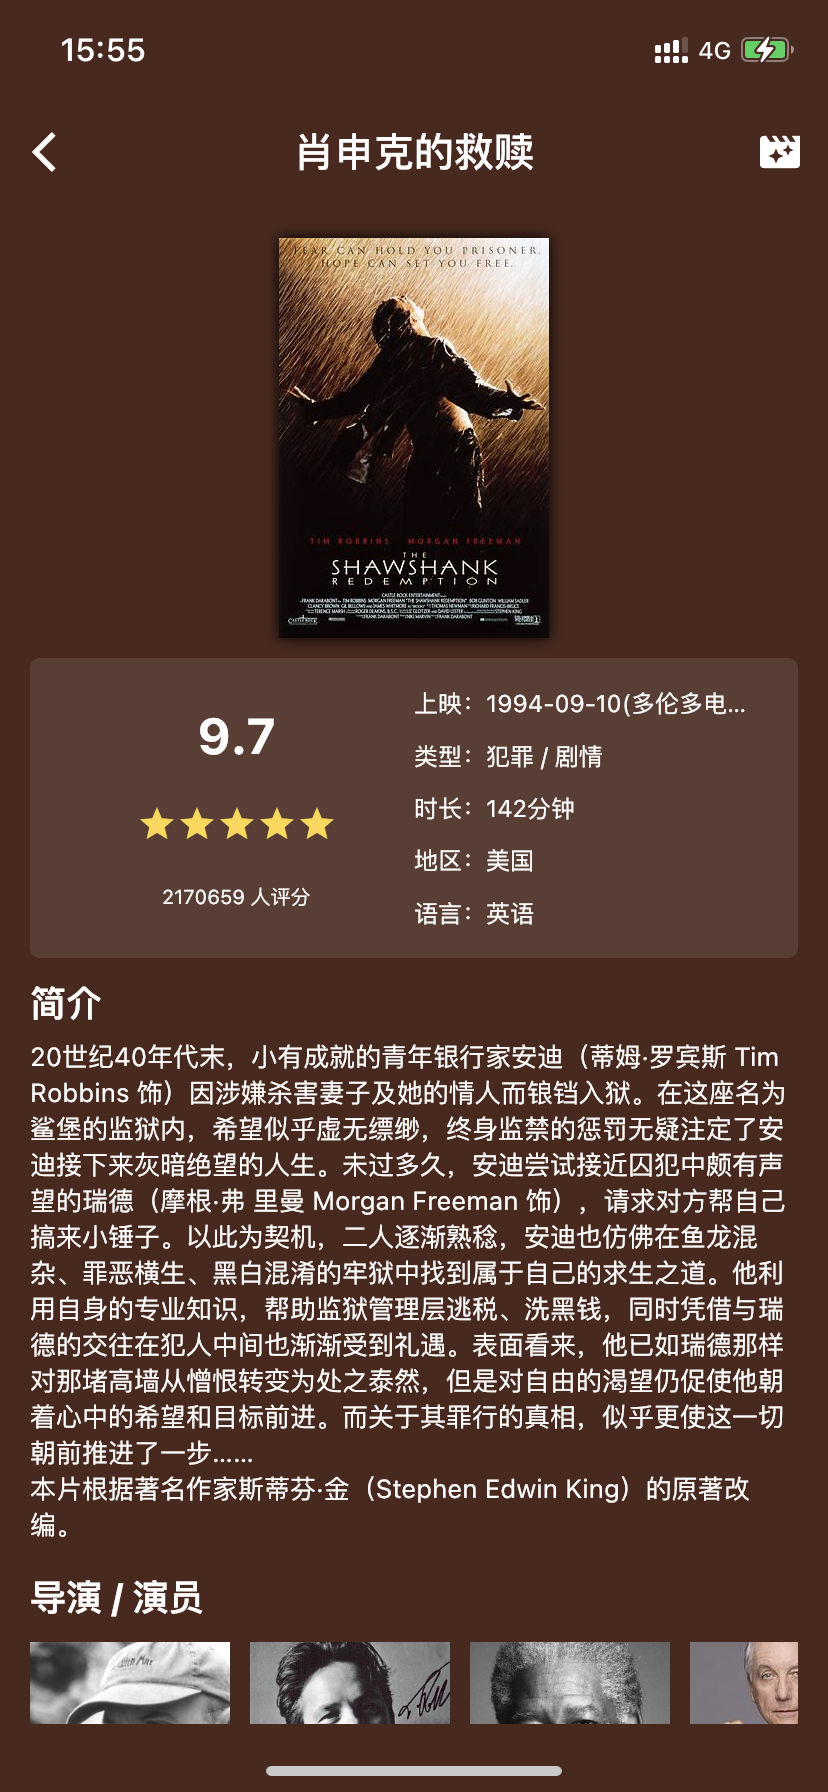 15:55
4G
肖申克的救赎
FEAR CAN HOLD YOU PRISONER.
HOPE CAN SET YOU FREE.
TIM ROBBINS MORGAN FREEMAN
THE
SHAWSHANK
REDEMPTION
CASTLE ROCK ENTERTAINMENT
9.7
2170659 人评分
上映：1994-09-10(多伦多电...
类型：犯罪 / 剧情
时长：142分钟
地区：美国
语言：英语
简介
20世纪40年代末，小有成就的青年银行家安迪（蒂姆·罗宾斯 Tim
Robbins 饰）因涉嫌杀害妻子及她的情人而锒铛入狱。在这座名为
鲨堡的监狱内，希望似乎虚无缥缈，终身监禁的惩罚无疑注定了安
迪接下来灰暗绝望的人生。未过多久，安迪尝试接近囚犯中颇有声
望的瑞德（摩根·弗 里曼 Morgan Freeman 饰），请求对方帮自己
搞来小锤子。以此为契机，二人逐渐熟稔，安迪也仿佛在鱼龙混
杂、罪恶横生、黑白混淆的牢狱中找到属于自己的求生之道。他利
用自身的专业知识，帮助监狱管理层逃税、洗黑钱，同时凭借与瑞
德的交往在犯人中间也渐渐受到礼遇。表面看来，他已如瑞德那样
对那堵高墙从憎恨转变为处之泰然，但是对自由的渴望仍促使他朝
着心中的希望和目标前进。而关于其罪行的真相，似乎更使这一切
朝前推进了一步……
本片根据著名作家斯蒂芬·金（Stephen Edwin King）的原著改
编。
导演 / 演员